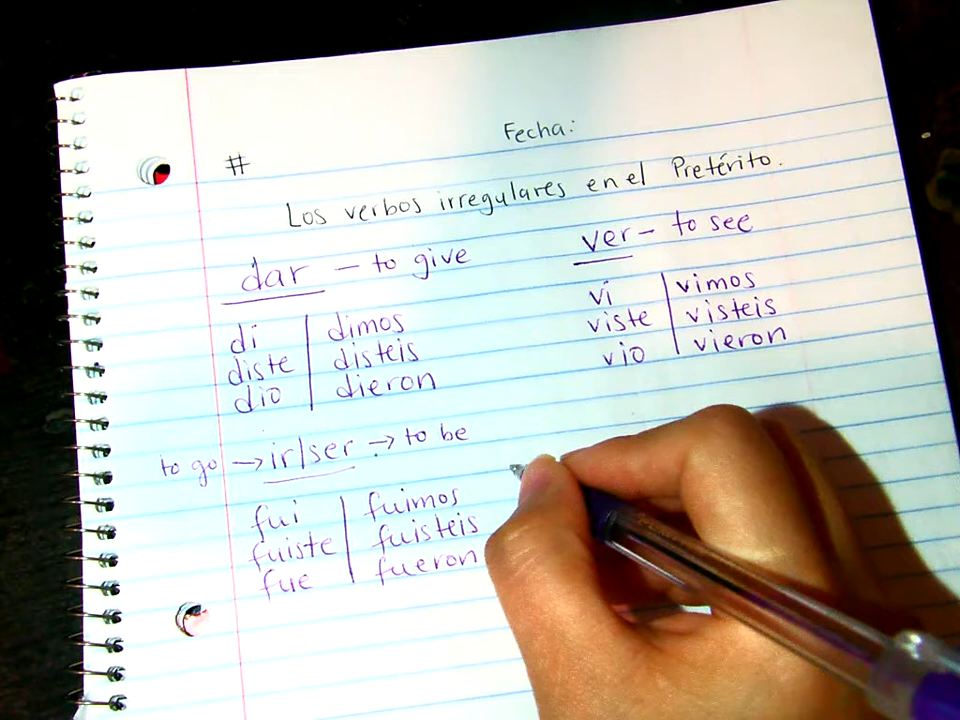 Fecha:
#
Los verbos irregulares en el Pretérito.
dar - to give
di | dimos
diste | disteis
dio | dieron
ver - to see
vi | vimos
viste | visteis
vio | vieron
to go → ir/ser → to be
fui | fuimos
fuiste | fuisteis
fue | fueron